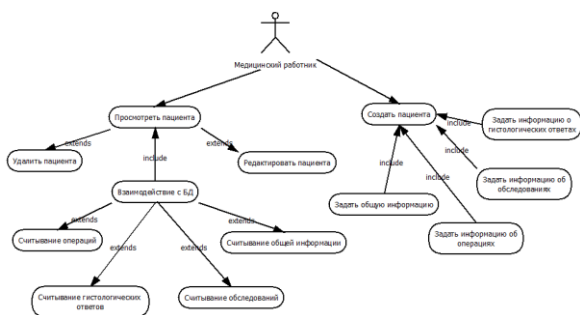 Медицинский работник
Просмотреть пациента
Создать пациента
include
Задать информацию о
гистологических ответах
extends
extends
include
include
Удалить пациента
Редактировать пациента
include
include
Задать информацию об
обследованиях
Взаимодействие с БД
Задать общую информацию
extends
extends
Считывание операций
extends
extends
Считывание общей информации
Задать информацию об
операциях
Считывание гистологических
ответов
Считывание обследований